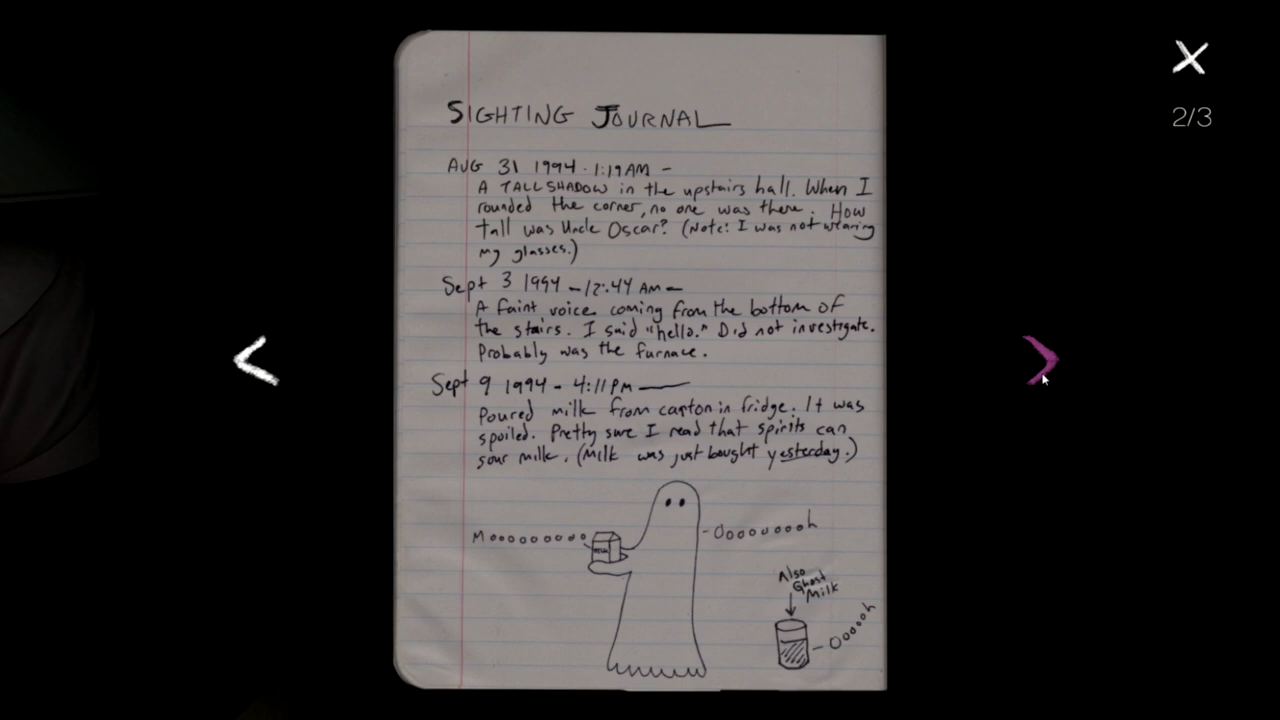 SIGHTING JOURNAL
2/3
AUG 31 1994 - 1:19 AM -
A TALL SHADOW in the upstairs hall. When I
rounded the corner, no one was there. How
tall was Uncle Oscar? (Note: I was not wearing
my glasses.)
Sept 3 1994 - 12:44 AM -
A faint voice coming from the bottom of
the stairs. I said "hello." Did not investigate.
Probably was the furnace.
Sept 9 1994 - 4:11 PM -
Poured milk from carton in fridge. It was
spoiled. Pretty sure I read that spirits can
sour milk. (Milk was just bought yesterday.)
Mooooooooo
MILK
-Oooooooooh
Also
Ghost
Milk
-Oooooh